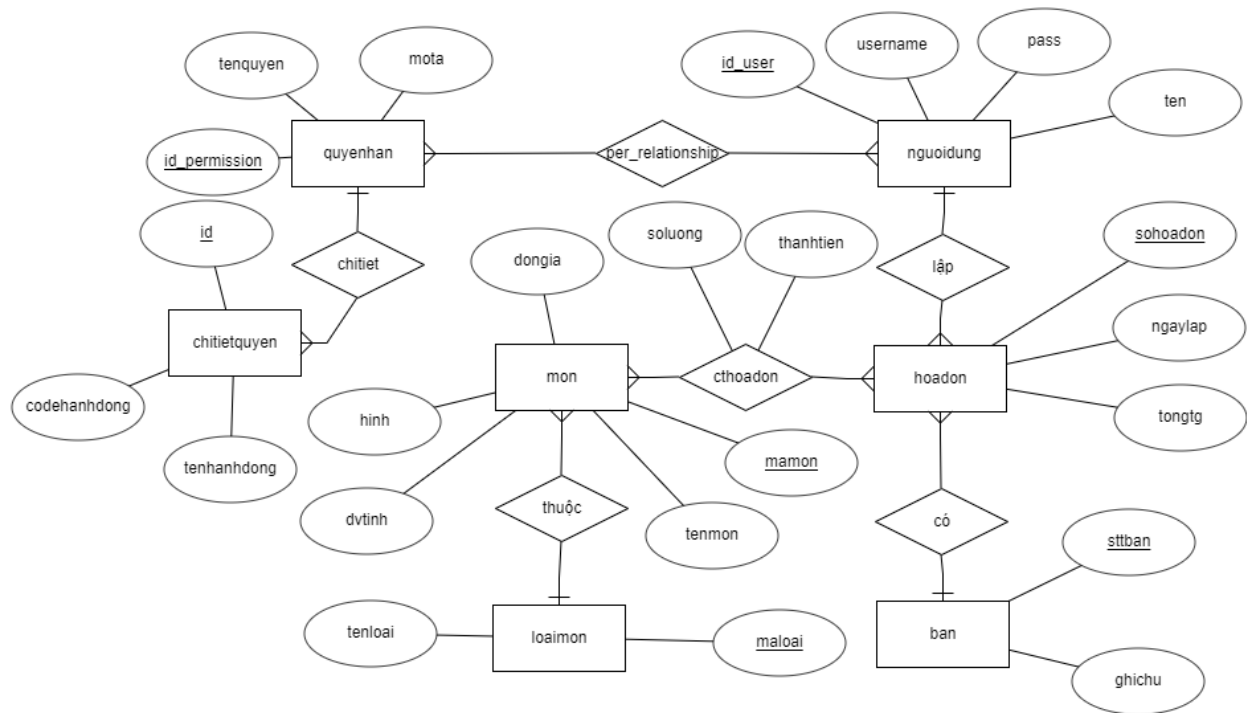 tenquyen
mota
id_permission
quyenhan
per_relationship
id_user
username
pass
ten
nguoidung
id
chitiet
chitietquyen
codehanhdong
tenhanhdong
soluong
thanhtien
dongia
lập
sohoadon
ngaylap
tongtg
hoadon
cthoadon
mon
hinh
dvtinh
mamon
tenmon
thuộc
có
sttban
ban
ghichu
tenloai
loaimon
maloai